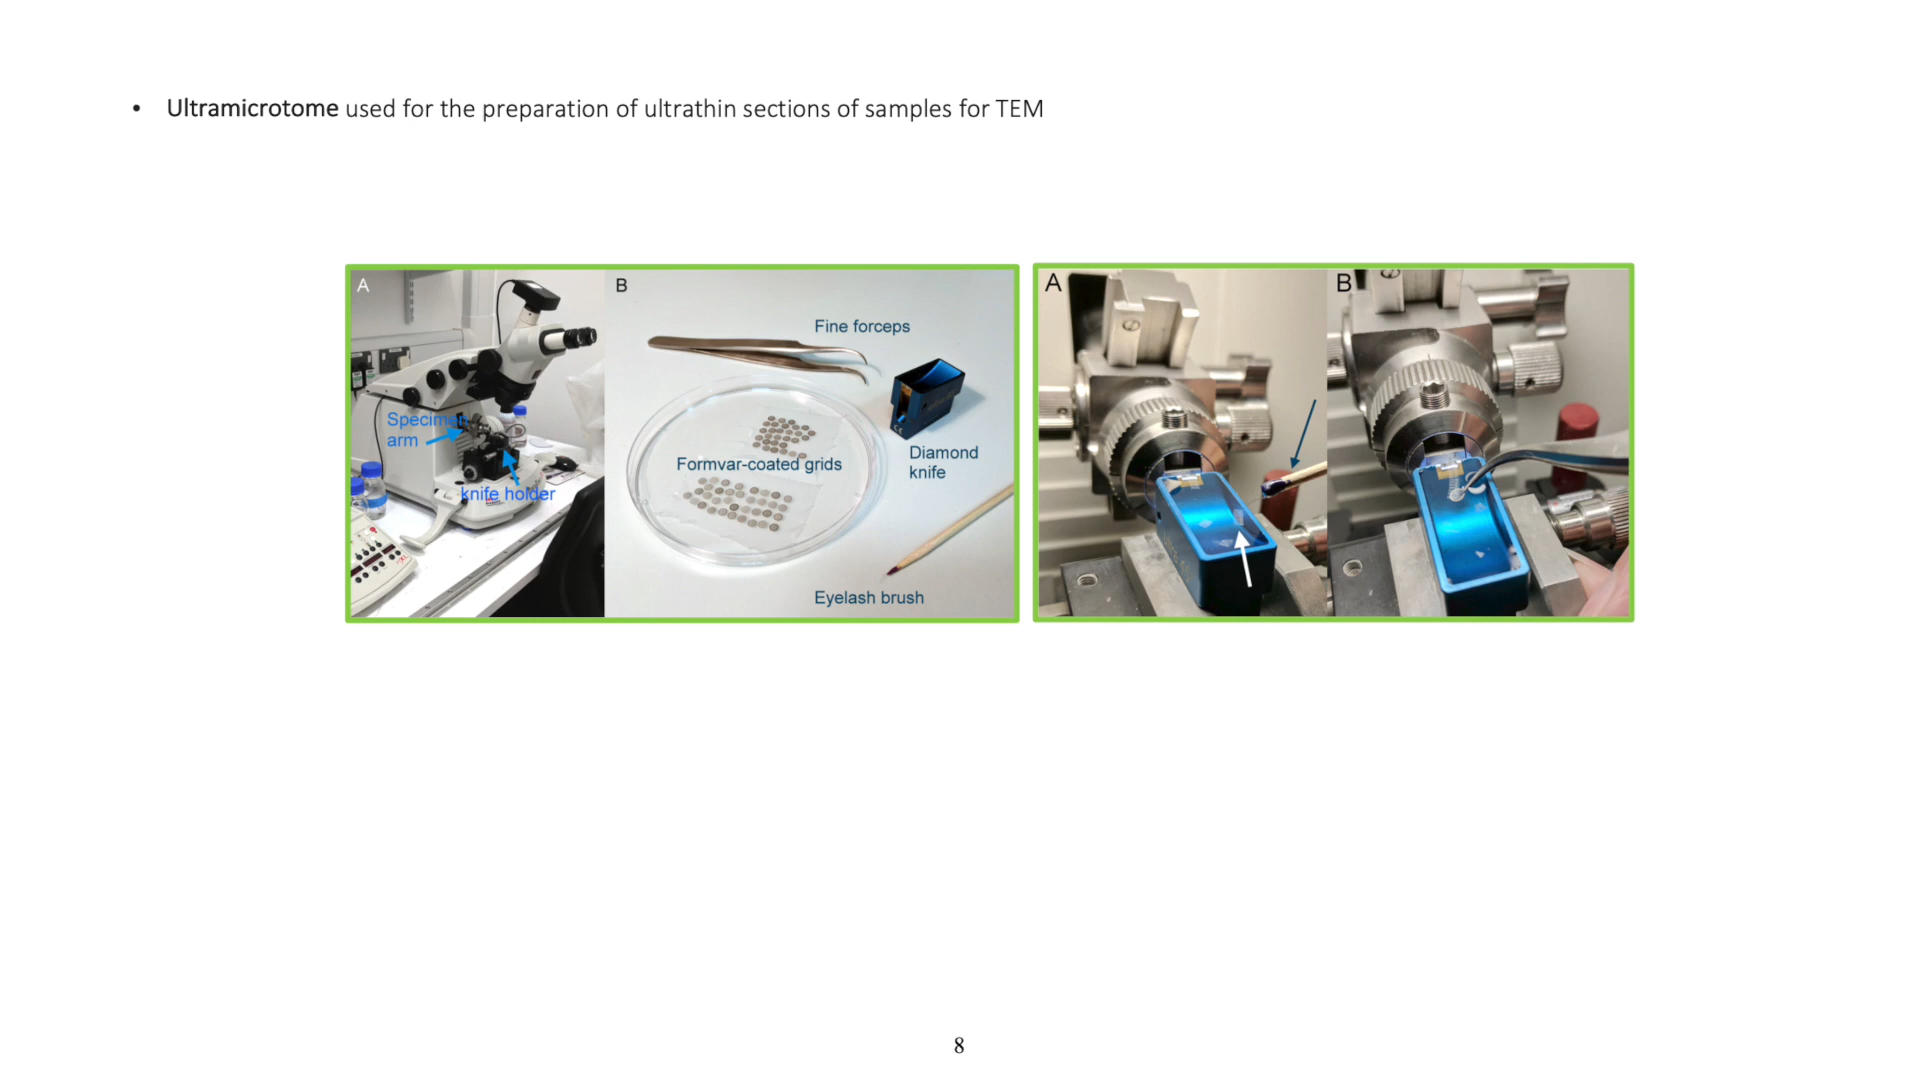 • Ultramicrotome used for the preparation of ultrathin sections of samples for TEM
A
B
Fine forceps
Specimen
arm
Diamond
knife
Formvar-coated grids
knife holder
Eyelash brush
A
B
8